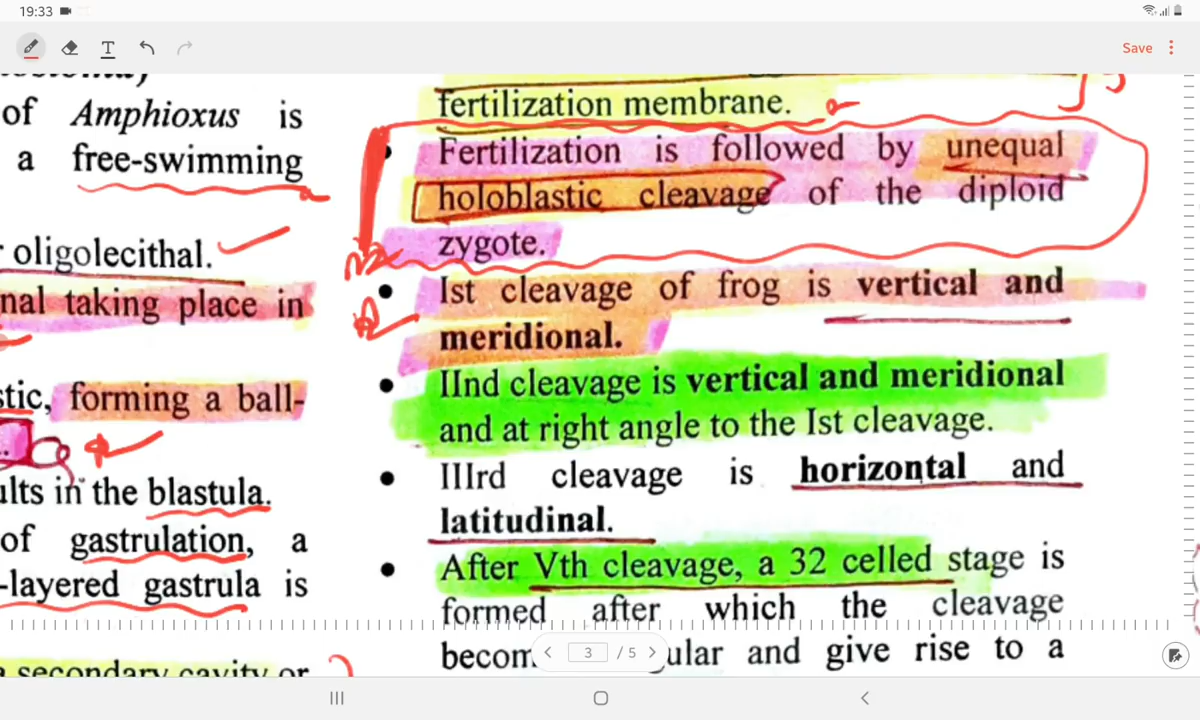 19:33
T
Save
of Amphioxus is
a free-swimming
oligolecithal.
nal taking place in
stic, forming a ball-
ults in the blastula.
of gastrulation, a
-layered gastrula is
a secondary cavity or
fertilization membrane.
• Fertilization is followed by unequal
holoblastic cleavage of the diploid
zygote.
• Ist cleavage of frog is vertical and
meridional.
• IInd cleavage is vertical and meridional
and at right angle to the Ist cleavage.
• IIIrd cleavage is horizontal and
latitudinal.
• After Vth cleavage, a 32 celled stage is
formed after which the cleavage
becom ular and give rise to a
3 / 5